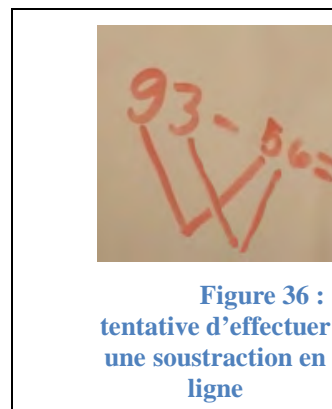 93 - 56 =
Figure 36 :
tentative d’effectuer
une soustraction en
ligne